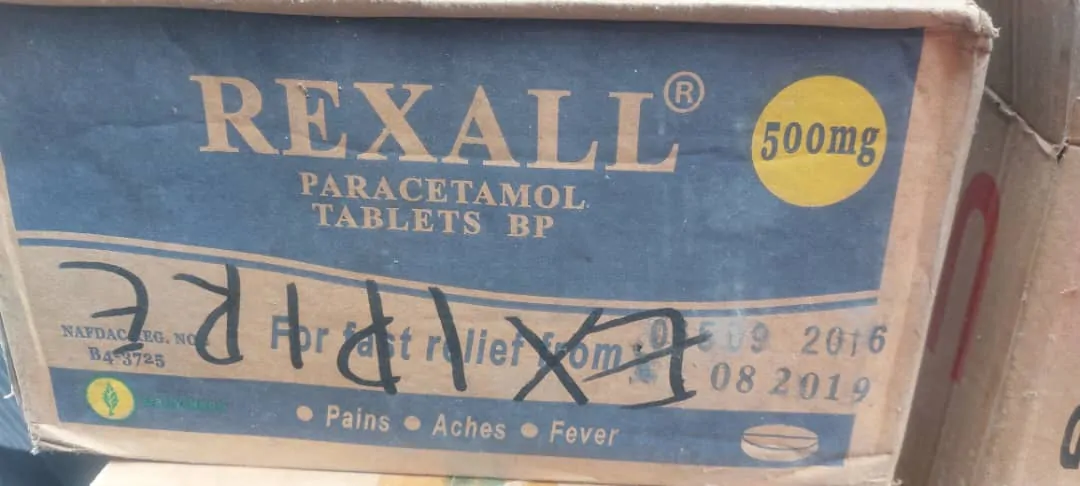 REXALL®
500mg
PARACETAMOL
TABLETS BP
EXPIRE
NAFDAC REG. NO
B4-3725
For fast relief from:
09 2016
08 2019
Pains Aches Fever